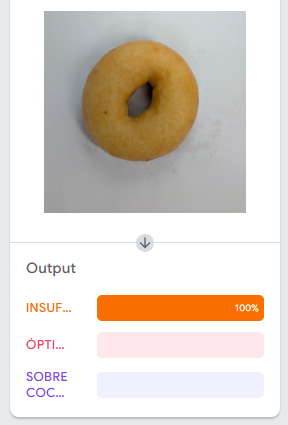 Output
INSUF...
100%
ÓPTI...
SOBRE
COC...